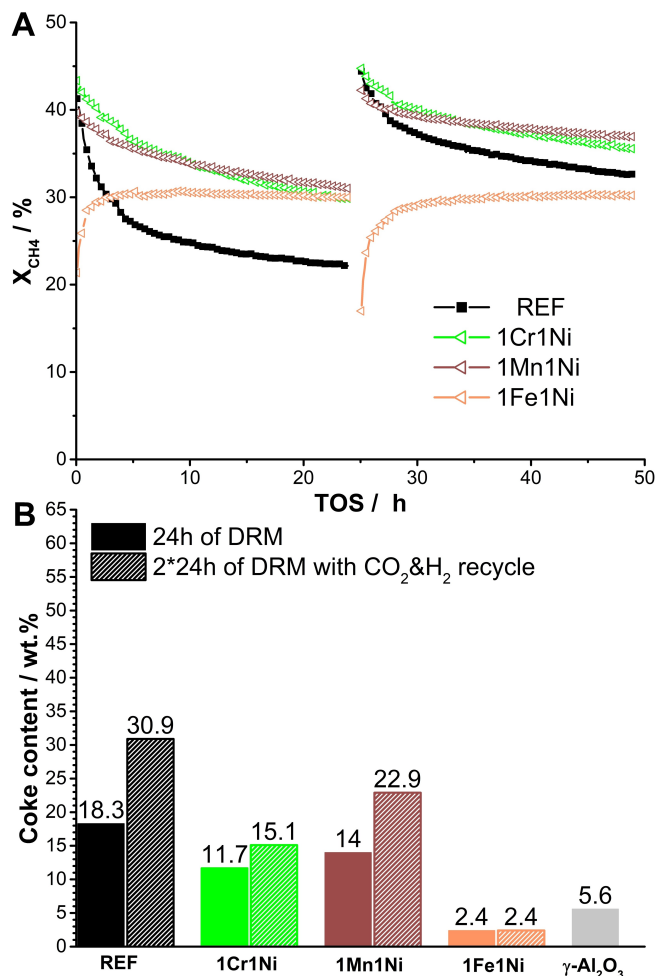 A
50
40
30
20
10
0
X_CH4 / %
REF
1Cr1Ni
1Mn1Ni
1Fe1Ni
0 10 20 30 40 50
TOS / h
B
65
60
55
50
45
40
35
30
25
20
15
10
5
0
Coke content / wt.%
24h of DRM
2*24h of DRM with CO₂&H₂ recycle
18.3 30.9 11.7 15.1 14 22.9 2.4 2.4 5.6
REF 1Cr1Ni 1Mn1Ni 1Fe1Ni γ-Al₂O₃